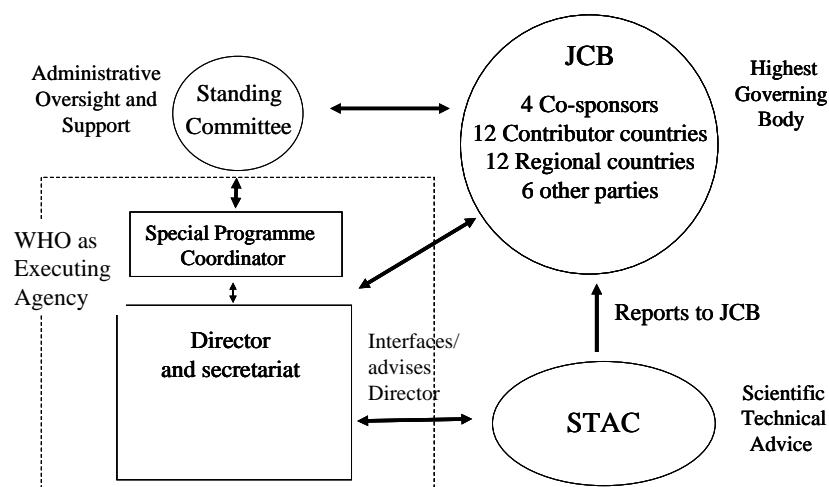 Administrative
Oversight and
Support
Standing
Committee
JCB
4 Co-sponsors
12 Contributor countries
12 Regional countries
6 other parties
Highest
Governing
Body
WHO as
Executing
Agency
Special Programme
Coordinator
Director
and secretariat
Interfaces/
advises
Director
Reports to JCB
STAC
Scientific
Technical
Advice